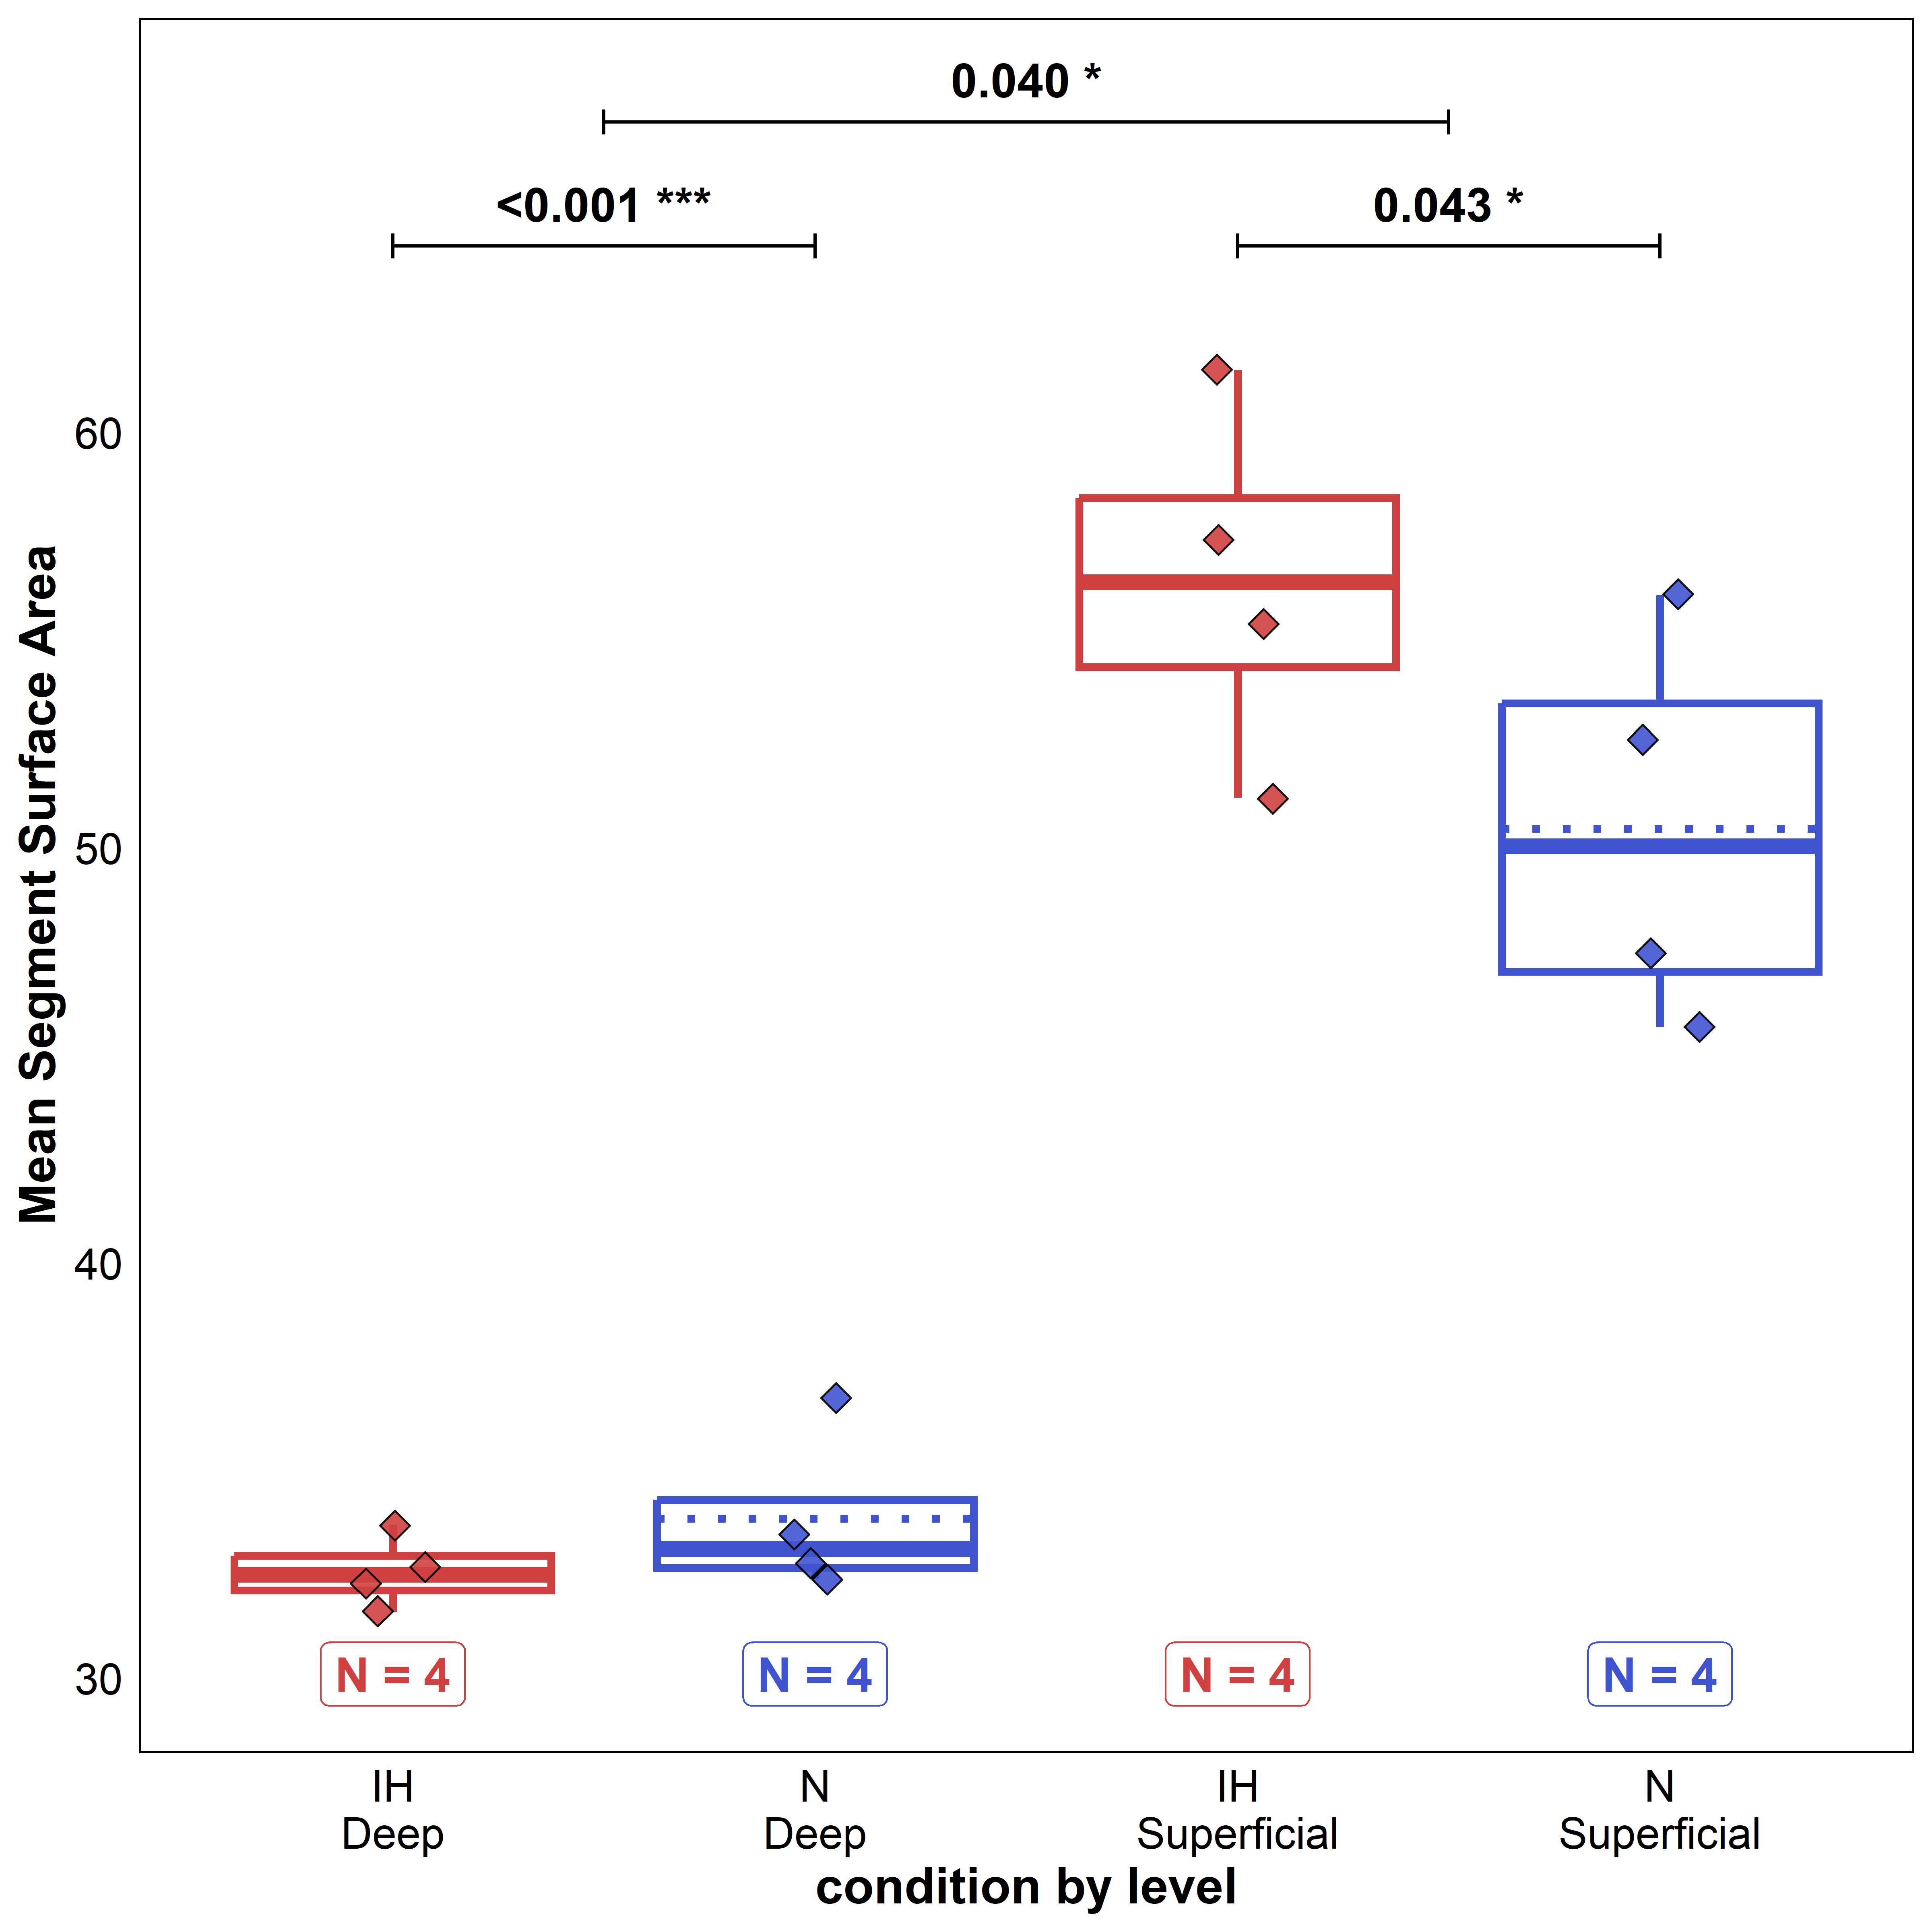 0.040 *
<0.001 ***
0.043 *
Mean Segment Surface Area
60
50
40
30
N = 4
N = 4
N = 4
N = 4
IH
Deep
N
Deep
IH
Superficial
N
Superficial
condition by level